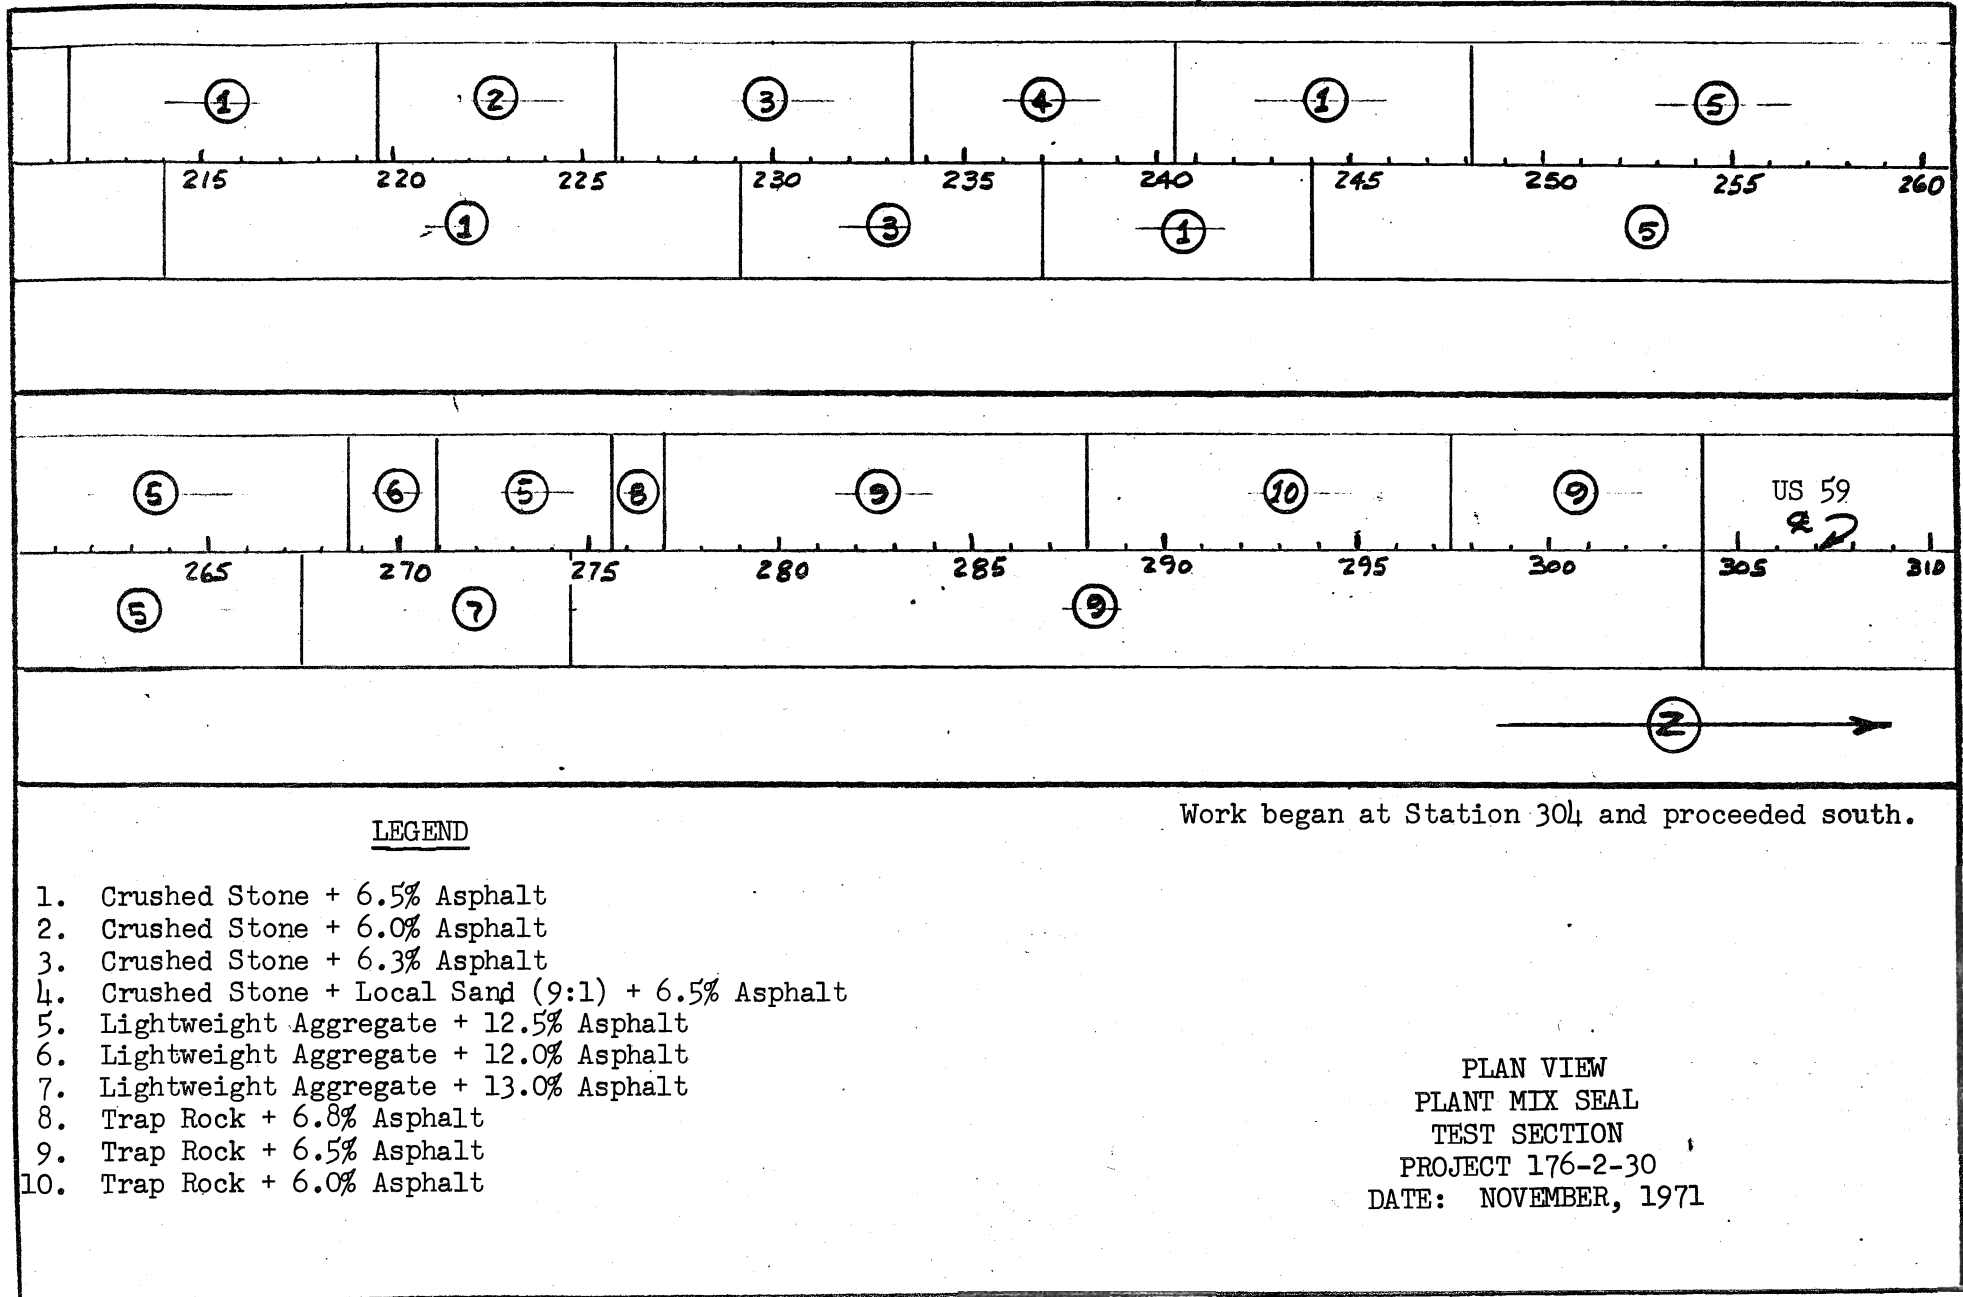 1 2 3 4 1 5
215 220 225 230 235 240 245 250 255 260
1 3 1 5
5 6 5 8 9 10 9 US 59
℄
265 270 275 280 285 290 295 300 305 310
5 7 9
Z
Work began at Station 304 and proceeded south.
LEGEND
1. Crushed Stone + 6.5% Asphalt
2. Crushed Stone + 6.0% Asphalt
3. Crushed Stone + 6.3% Asphalt
4. Crushed Stone + Local Sand (9:1) + 6.5% Asphalt
5. Lightweight Aggregate + 12.5% Asphalt
6. Lightweight Aggregate + 12.0% Asphalt
7. Lightweight Aggregate + 13.0% Asphalt
8. Trap Rock + 6.8% Asphalt
9. Trap Rock + 6.5% Asphalt
10. Trap Rock + 6.0% Asphalt
PLAN VIEW
PLANT MIX SEAL
TEST SECTION
PROJECT 176-2-30
DATE: NOVEMBER, 1971